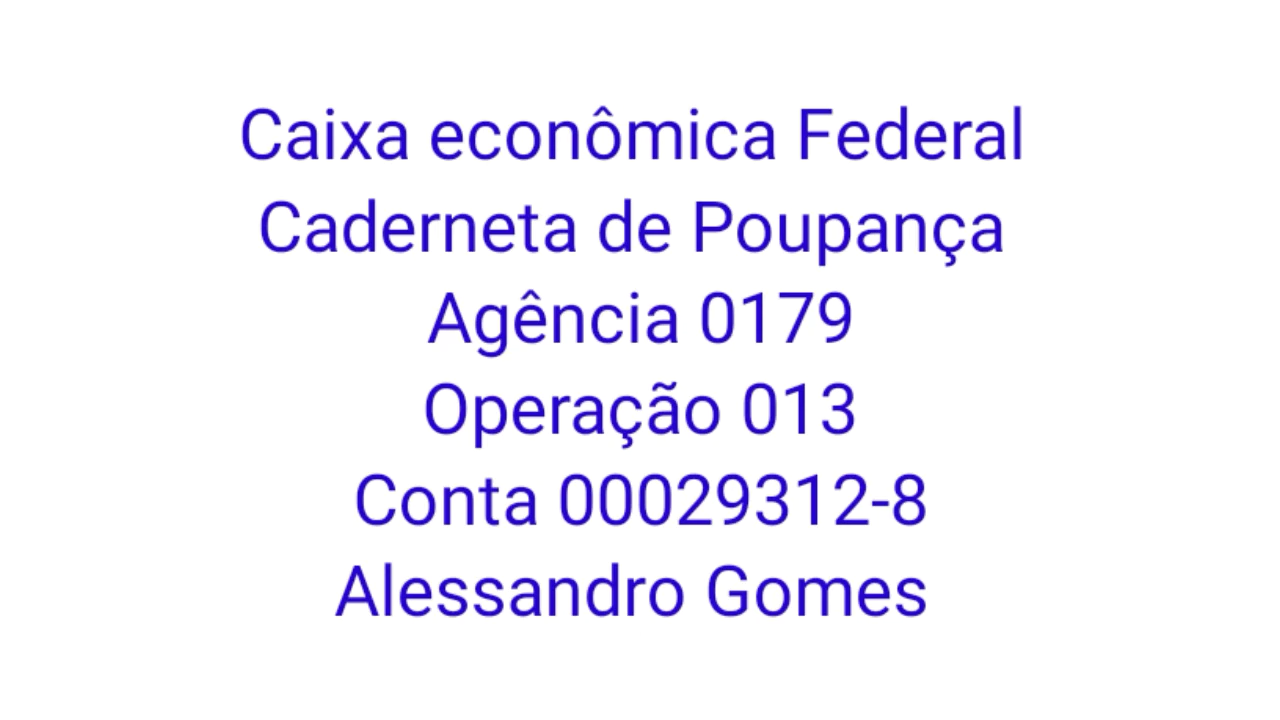 Caixa econômica Federal
Caderneta de Poupança
Agência 0179
Operação 013
Conta 00029312-8
Alessandro Gomes